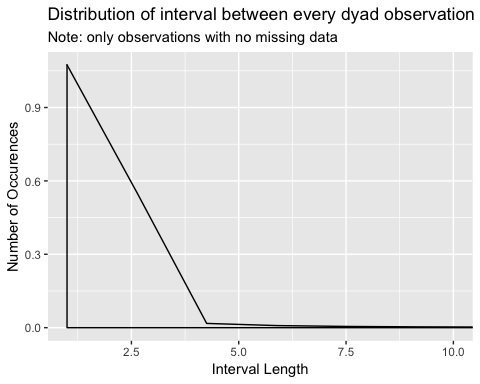 Distribution of interval between every dyad observation
Note: only observations with no missing data
Number of Occurences
0.9
0.6
0.3
0.0
2.5 5.0 7.5 10.0
Interval Length